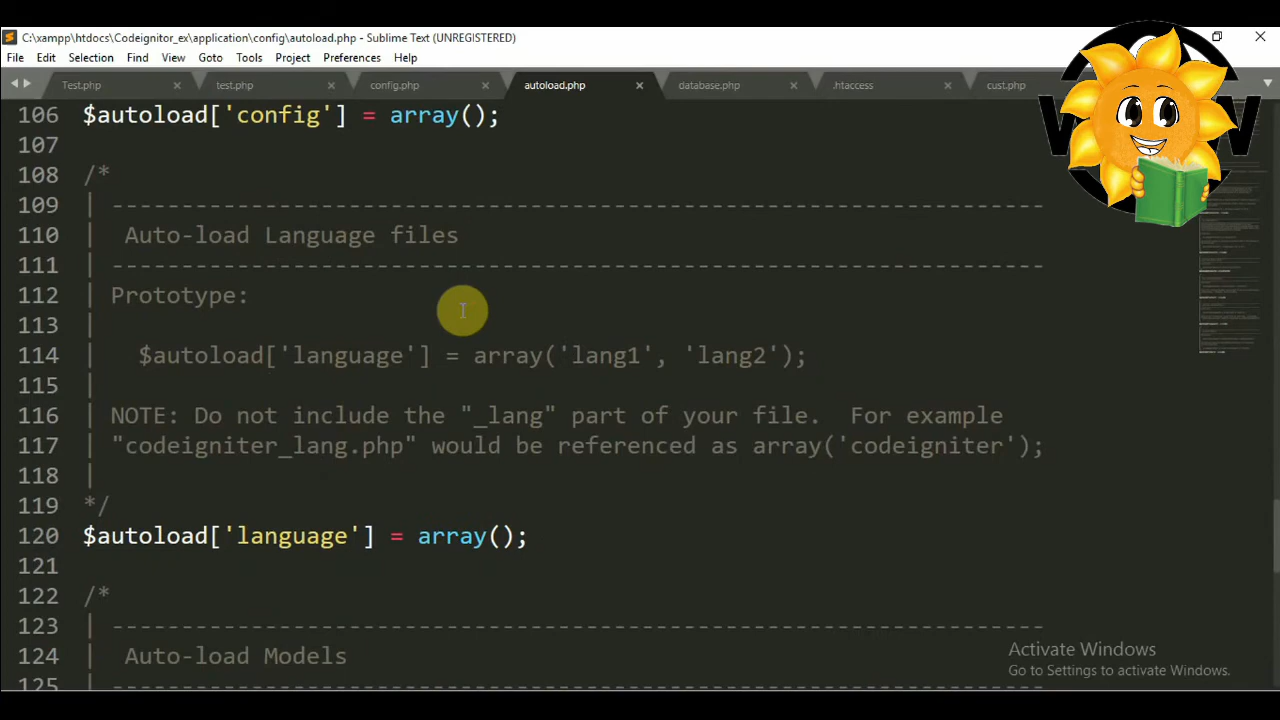 C:\xampp\htdocs\Codeignitor_ex\application\config\autoload.php - Sublime Text (UNREGISTERED)
File Edit Selection Find View Goto Tools Project Preferences Help
Test.php × test.php × config.php × autoload.php × database.php × .htaccess × cust.php
106 $autoload['config'] = array();
107
108 /*
109 | -------------------------------------------------------------------
110 |  Auto-load Language files
111 | -------------------------------------------------------------------
112 | Prototype:
113 |
114 |   $autoload['language'] = array('lang1', 'lang2');
115 |
116 | NOTE: Do not include the "_lang" part of your file.  For example
117 | "codeigniter_lang.php" would be referenced as array('codeigniter');
118 |
119 */
120 $autoload['language'] = array();
121
122 /*
123 | -------------------------------------------------------------------
124 |  Auto-load Models
125 | -------------------------------------------------------------------
W W
Activate Windows
Go to Settings to activate Windows.